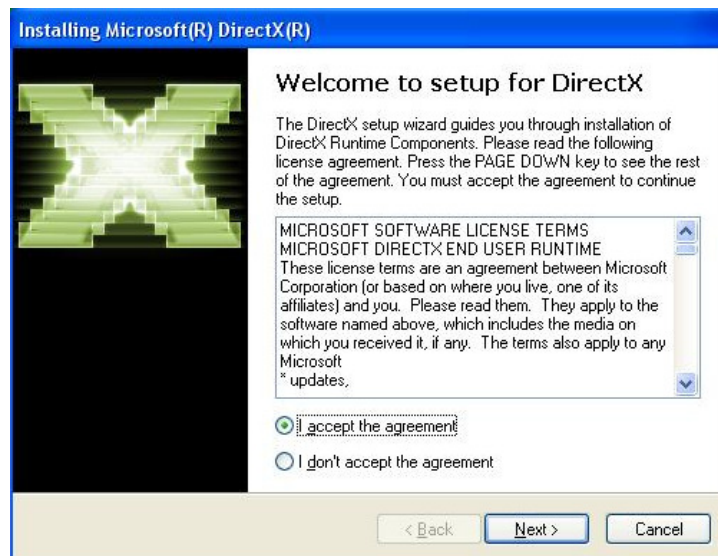 Installing Microsoft(R) DirectX(R)
Welcome to setup for DirectX
The DirectX setup wizard guides you through installation of
DirectX Runtime Components. Please read the following
license agreement. Press the PAGE DOWN key to see the rest
of the agreement. You must accept the agreement to continue
the setup.
MICROSOFT SOFTWARE LICENSE TERMS
MICROSOFT DIRECTX END USER RUNTIME
These license terms are an agreement between Microsoft
Corporation (or based on where you live, one of its
affiliates) and you. Please read them. They apply to the
software named above, which includes the media on
which you received it, if any. The terms also apply to any
Microsoft
* updates,
I accept the agreement
I don't accept the agreement
< Back Next > Cancel